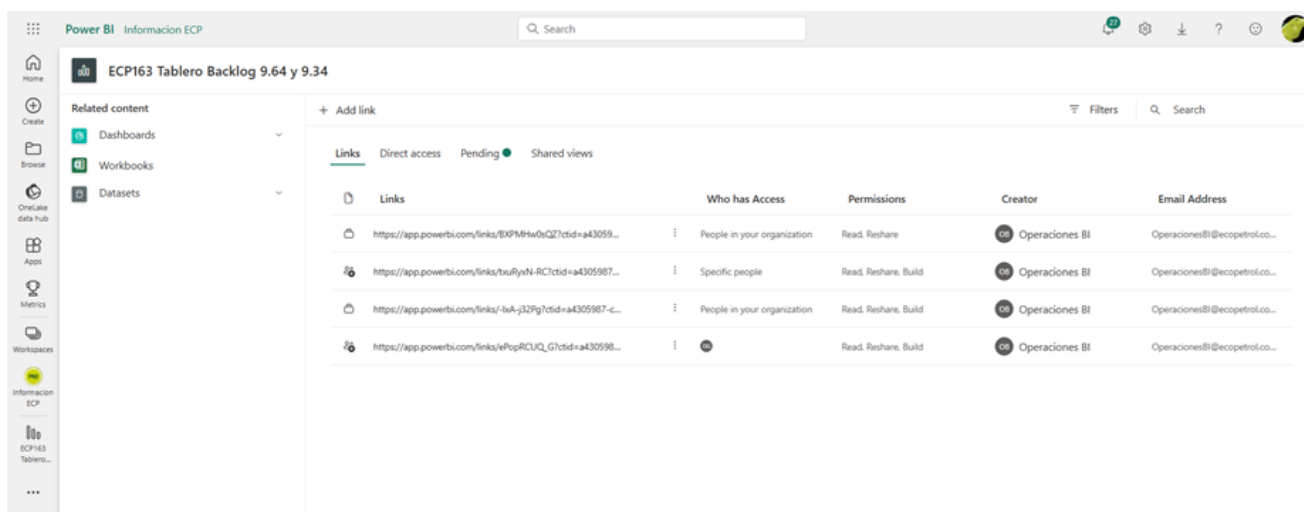 Power BI Informacion ECP
Search
27
Home
ECP163 Tablero Backlog 9.64 y 9.34
Create
Browse
OneLake
data hub
Apps
Metrics
Workspaces
PRO
Informacion
ECP
ECP163
Tablero...
Related content
Dashboards
Workbooks
Datasets
+ Add link
Filters
Search
Links Direct access Pending Shared views
Links Who has Access Permissions Creator Email Address
https://app.powerbi.com/links/BXPMHw0sQZ?ctid=a43059... People in your organization Read, Reshare OB Operaciones BI OperacionesBI@ecopetrol.co...
https://app.powerbi.com/links/txuRyxN-RC?ctid=a4305987... Specific people Read, Reshare, Build OB Operaciones BI OperacionesBI@ecopetrol.co...
https://app.powerbi.com/links/-lxA-j32Pg?ctid=a4305987-c... People in your organization Read, Reshare, Build OB Operaciones BI OperacionesBI@ecopetrol.co...
https://app.powerbi.com/links/ePopRCUQ_G?ctid=a430598... Read, Reshare, Build OB Operaciones BI OperacionesBI@ecopetrol.co...